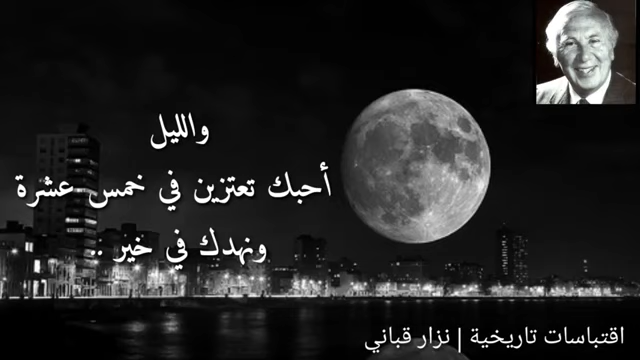 والليل
أحبك تعتزين في خمس عشرة
ونهدك في خير ..
اقتباسات تاريخية | نزار قباني